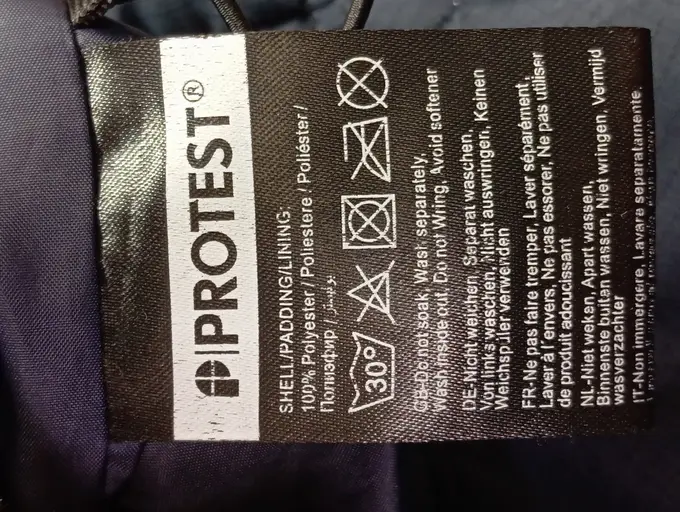 PROTEST®
SHELL/PADDING/LINING:
100% Polyester / Poliestere / Poliéster /
Полиэфир /
30°
GB-Do not soak, Wash separately,
Wash inside out, Do not Wring, Avoid softener
DE-Nicht weichen, Separat waschen,
Von links waschen, Nicht auswringen, Keinen
Weichspüler verwenden
FR-Ne pas faire tremper, Laver séparément,
Laver à l'envers, Ne pas essorer, Ne pas utiliser
de produit adoucissant
NL-Niet weken, Apart wassen,
Binnenste buiten wassen, Niet wringen, Vermijd
wasverzachter
IT-Non immergere, Lavare separatamente,